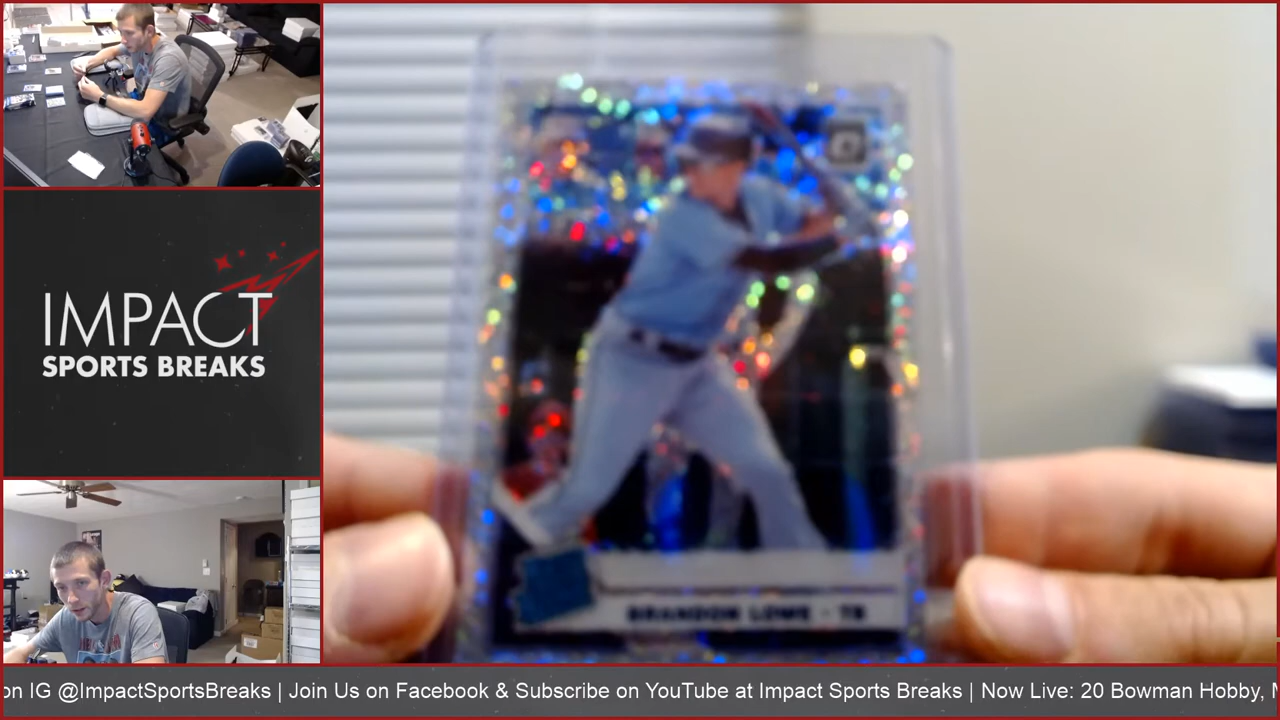 IMPACT
SPORTS BREAKS
BRANDON LOWE - TB
on IG @ImpactSportsBreaks | Join Us on Facebook & Subscribe on YouTube at Impact Sports Breaks | Now Live: 20 Bowman Hobby,